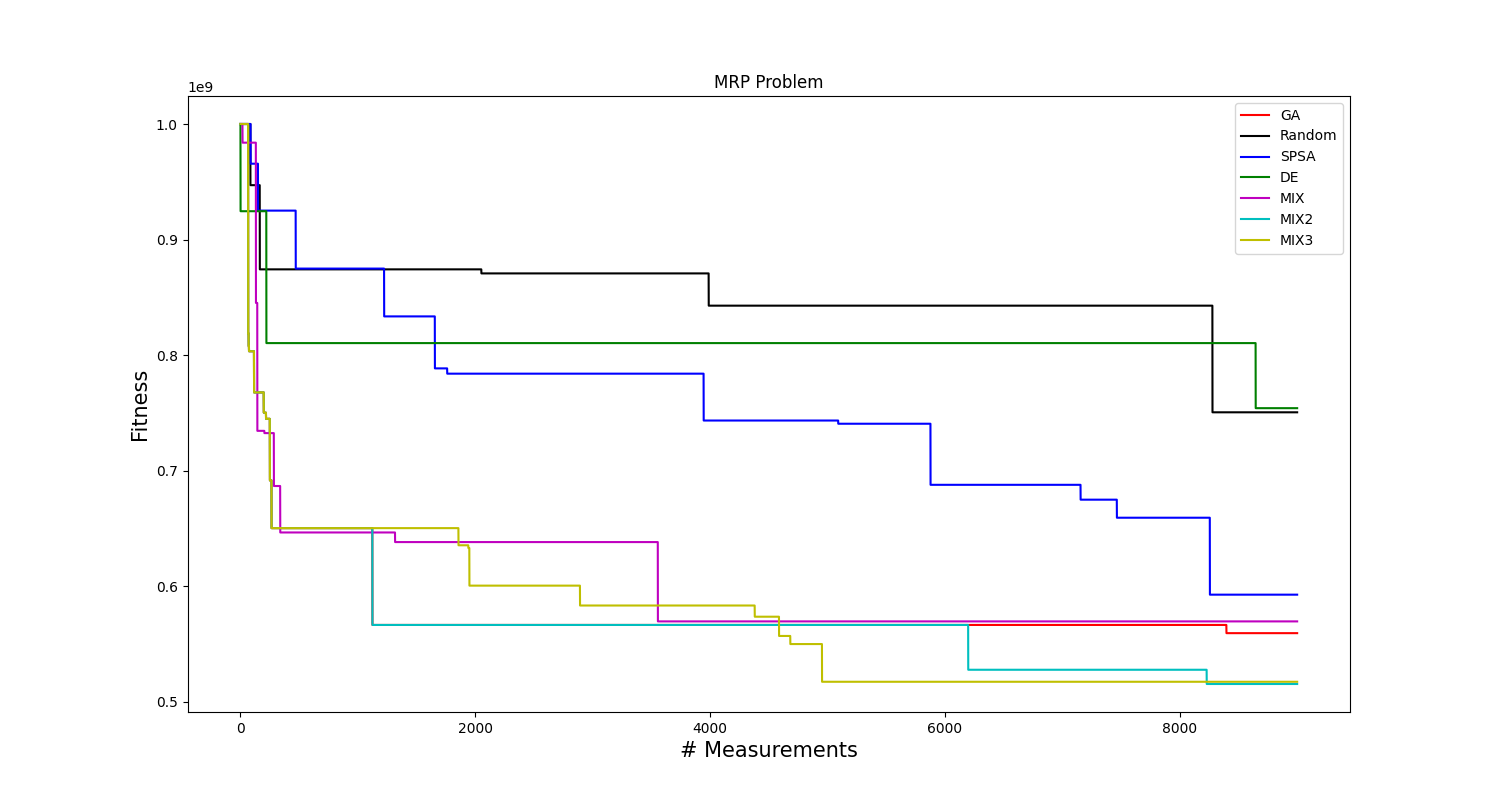 MRP Problem
1e9
1.0
0.9
0.8
0.7
0.6
0.5
Fitness
0 2000 4000 6000 8000
# Measurements
GA
Random
SPSA
DE
MIX
MIX2
MIX3